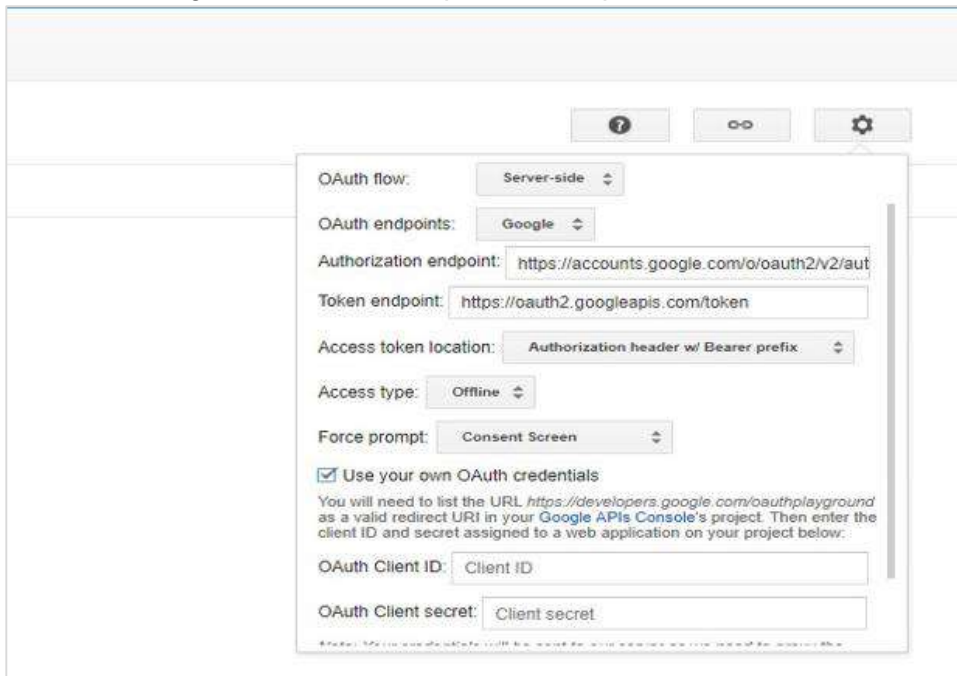 OAuth flow: Server-side
OAuth endpoints: Google
Authorization endpoint: https://accounts.google.com/o/oauth2/v2/aut
Token endpoint: https://oauth2.googleapis.com/token
Access token location: Authorization header w/ Bearer prefix
Access type: Offline
Force prompt: Consent Screen
Use your own OAuth credentials
You will need to list the URL https://developers.google.com/oauthplayground
as a valid redirect URI in your Google APIs Console's project. Then enter the
client ID and secret assigned to a web application on your project below:
OAuth Client ID: Client ID
OAuth Client secret: Client secret